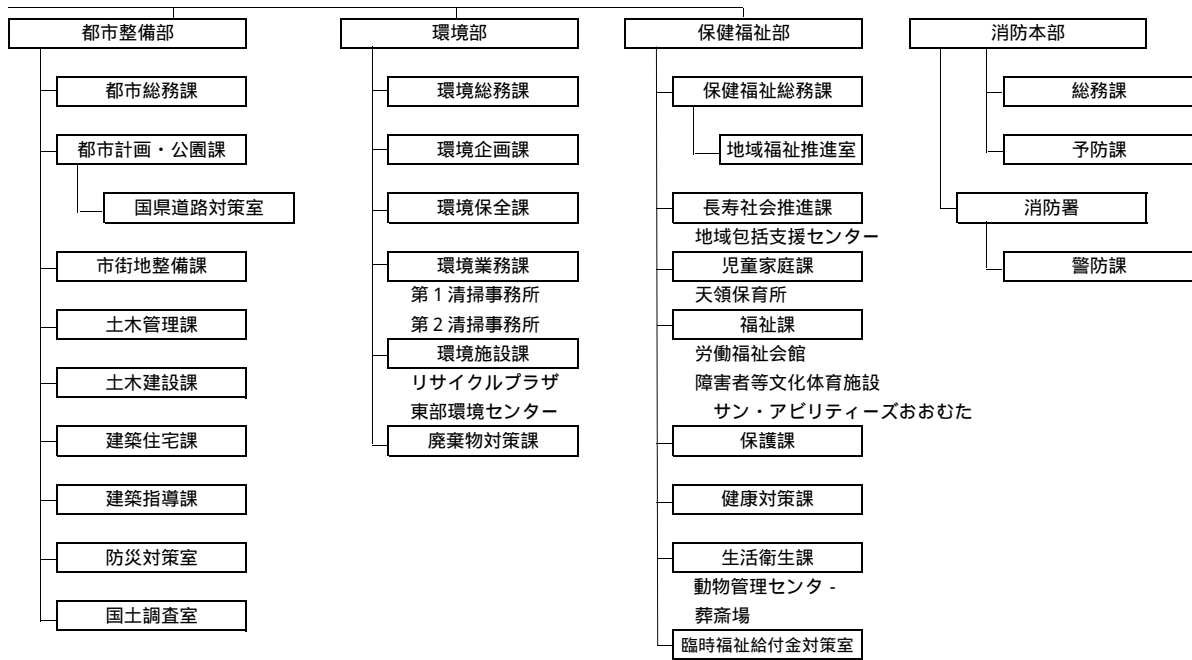 都市整備部
都市総務課
都市計画・公園課
国県道路対策室
市街地整備課
土木管理課
土木建設課
建築住宅課
建築指導課
防災対策室
国土調査室
環境部
環境総務課
環境企画課
環境保全課
環境業務課
第1清掃事務所
第2清掃事務所
環境施設課
リサイクルプラザ
東部環境センター
廃棄物対策課
保健福祉部
保健福祉総務課
地域福祉推進室
長寿社会推進課
地域包括支援センター
児童家庭課
天領保育所
福祉課
労働福祉会館
障害者等文化体育施設
サン・アビリティーズおおむた
保護課
健康対策課
生活衛生課
動物管理センタ-
葬斎場
臨時福祉給付金対策室
消防本部
総務課
予防課
消防署
警防課